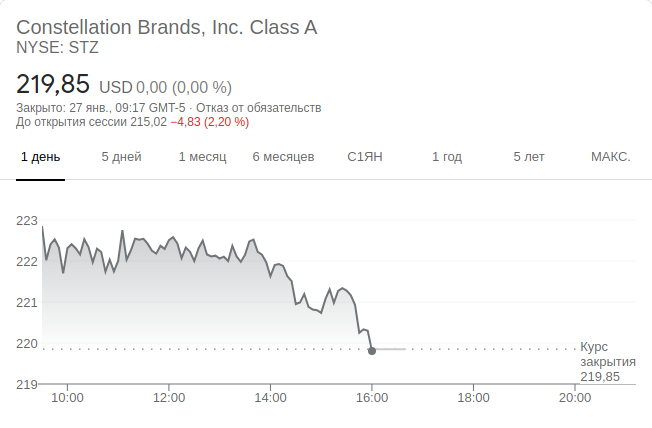 Constellation Brands, Inc. Class A
NYSE: STZ
219,85 USD 0,00 (0,00 %)
Закрыто: 27 янв., 09:17 GMT-5 · Отказ от обязательств
До открытия сессии 215,02 −4,83 (2,20 %)
1 день 5 дней 1 месяц 6 месяцев С1ЯН 1 год 5 лет МАКС.
223
222
221
220
219
Курс
закрытия
219,85
10:00 12:00 14:00 16:00 18:00 20:00